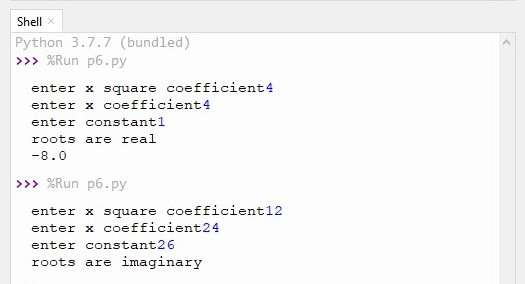 Shell ×
Python 3.7.7 (bundled)
>>> %Run p6.py
enter x square coefficient4
enter x coefficient4
enter constant1
roots are real
-8.0
>>> %Run p6.py
enter x square coefficient12
enter x coefficient24
enter constant26
roots are imaginary